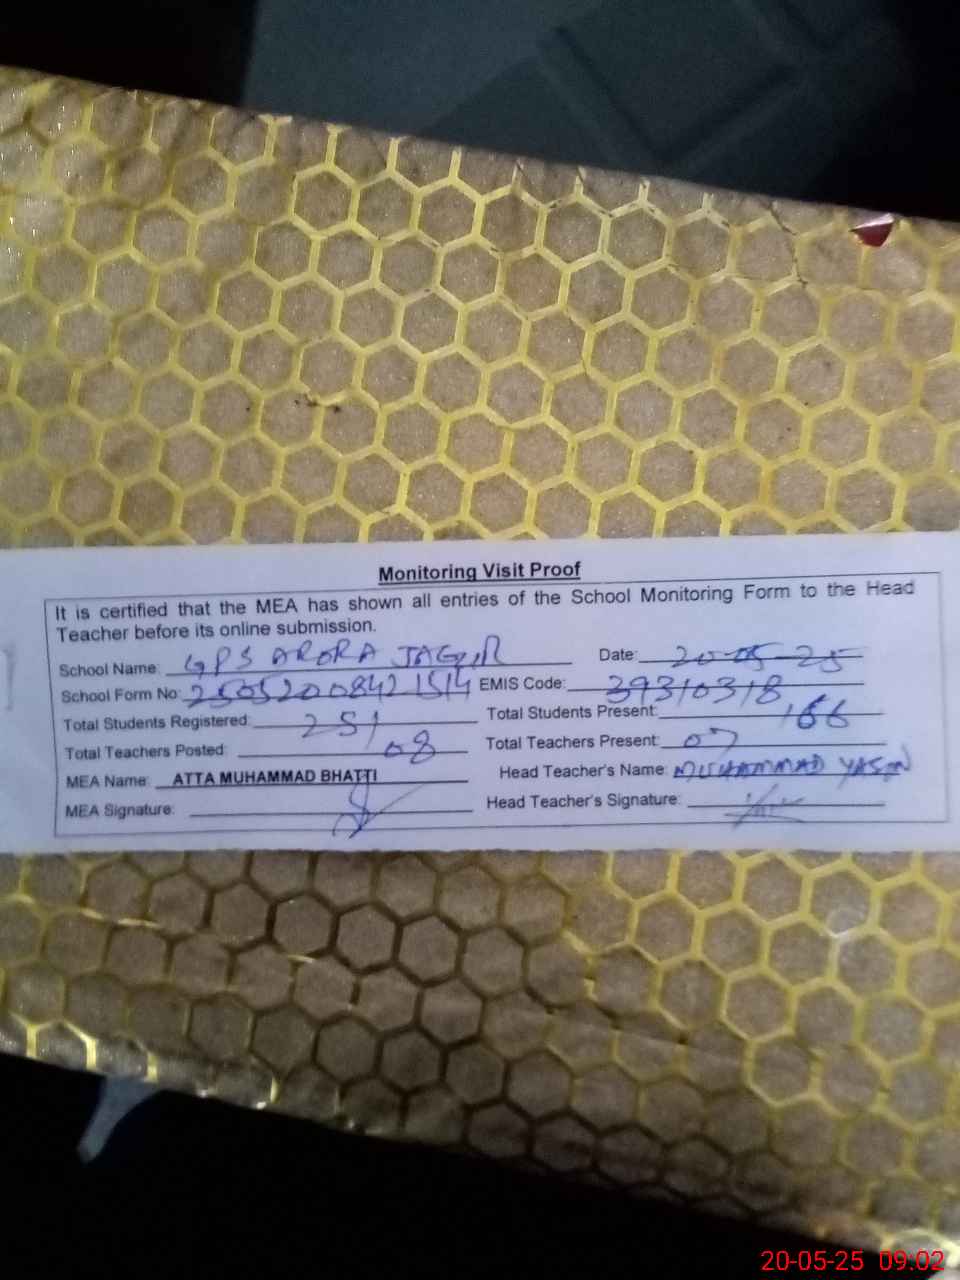 Monitoring Visit Proof
It is certified that the MEA has shown all entries of the School Monitoring Form to the Head
Teacher before its online submission.
School Name: GPS ARORA JAGIR Date: 20-05-25
School Form No: 25052008421514 EMIS Code: 39310318
Total Students Registered: 251 Total Students Present: 166
Total Teachers Posted: 08 Total Teachers Present: 07
MEA Name: ATTA MUHAMMAD BHATTI Head Teacher's Name: MUHAMMAD YASIN
MEA Signature: Head Teacher's Signature:
20-05-25 09:02